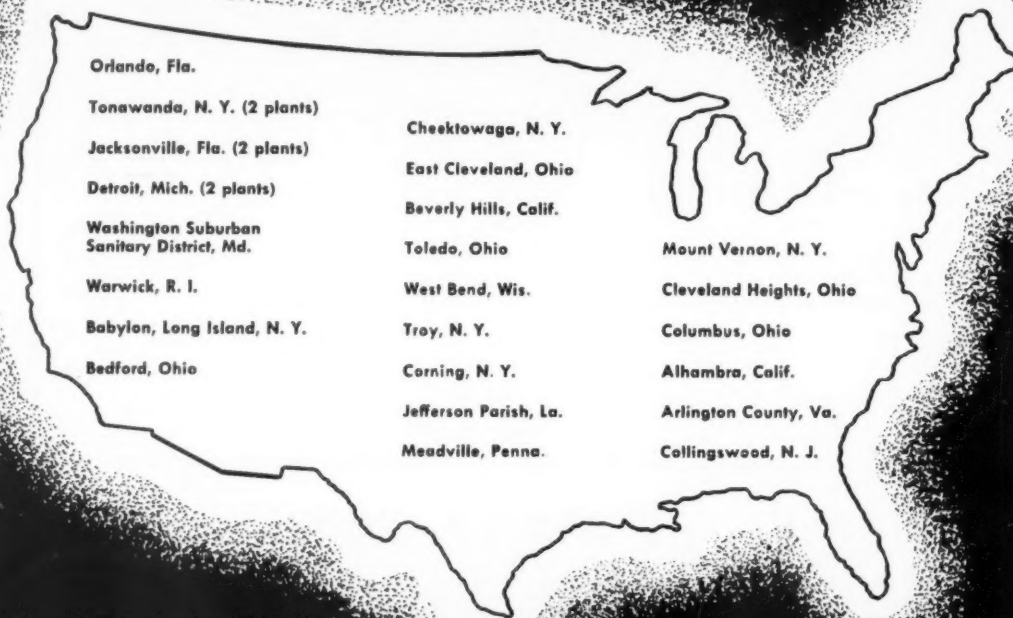 Orlando, Fla.
Tonawanda, N. Y. (2 plants)
Jacksonville, Fla. (2 plants)
Detroit, Mich. (2 plants)
Washington Suburban
Sanitary District, Md.
Warwick, R. I.
Babylon, Long Island, N. Y.
Bedford, Ohio
Cheektowaga, N. Y.
East Cleveland, Ohio
Beverly Hills, Calif.
Toledo, Ohio
West Bend, Wis.
Troy, N. Y.
Corning, N. Y.
Jefferson Parish, La.
Meadville, Penna.
Mount Vernon, N. Y.
Cleveland Heights, Ohio
Columbus, Ohio
Alhambra, Calif.
Arlington County, Va.
Collingswood, N. J.